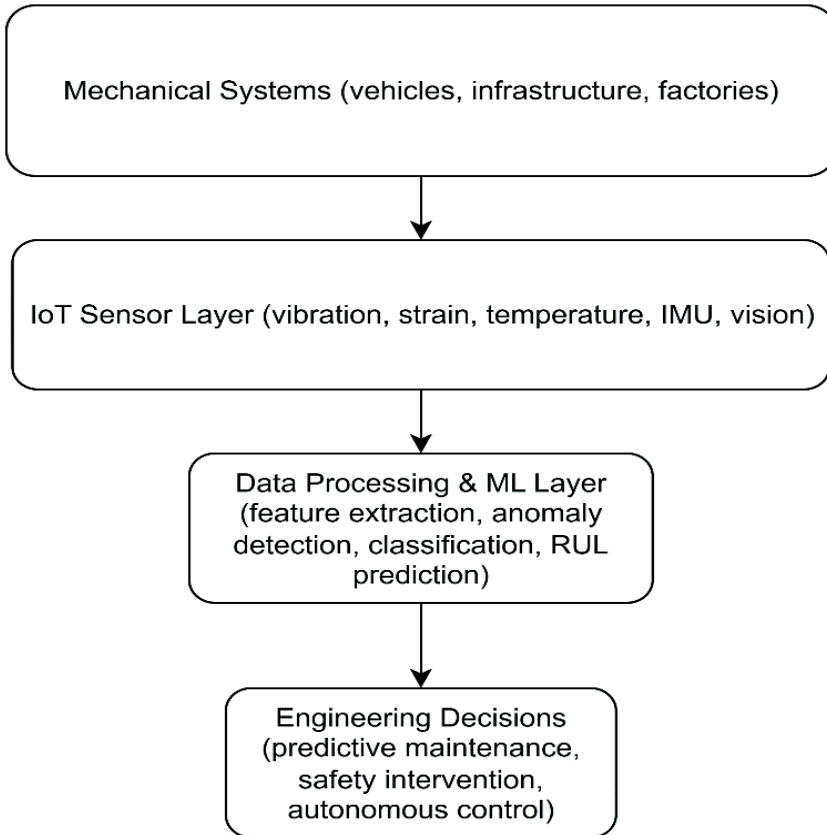 Mechanical Systems (vehicles, infrastructure, factories)
IoT Sensor Layer (vibration, strain, temperature, IMU, vision)
Data Processing & ML Layer
(feature extraction, anomaly
detection, classification, RUL
prediction)
Engineering Decisions
(predictive maintenance,
safety intervention,
autonomous control)